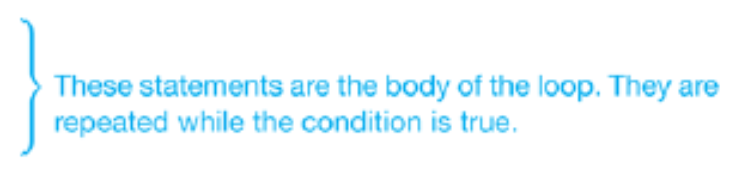 These statements are the body of the loop. They are
repeated while the condition is true.